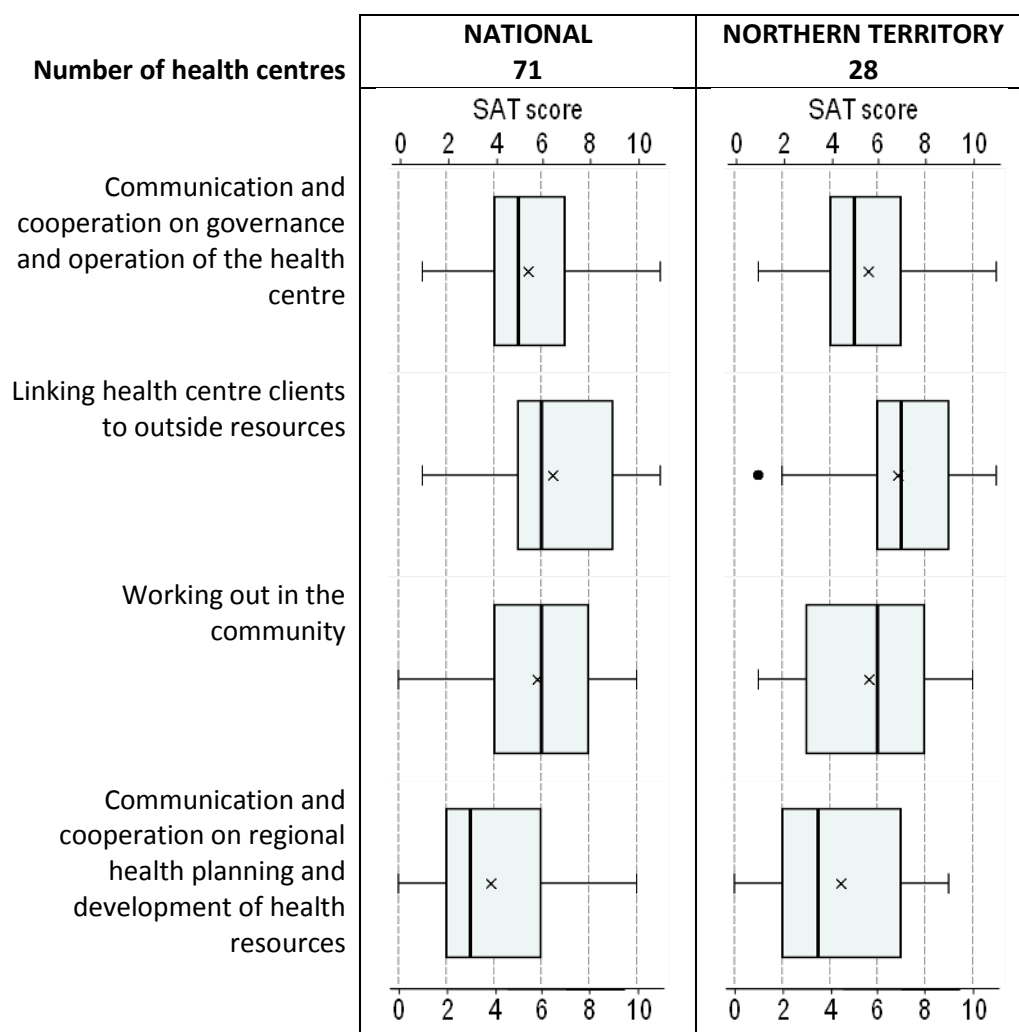 NATIONAL
NORTHERN TERRITORY
Number of health centres
71
28
SAT score
SAT score
0 2 4 6 8 10
0 2 4 6 8 10
Communication and
cooperation on governance
and operation of the health
centre
Linking health centre clients
to outside resources
Working out in the
community
Communication and
cooperation on regional
health planning and
development of health
resources
0 2 4 6 8 10
0 2 4 6 8 10